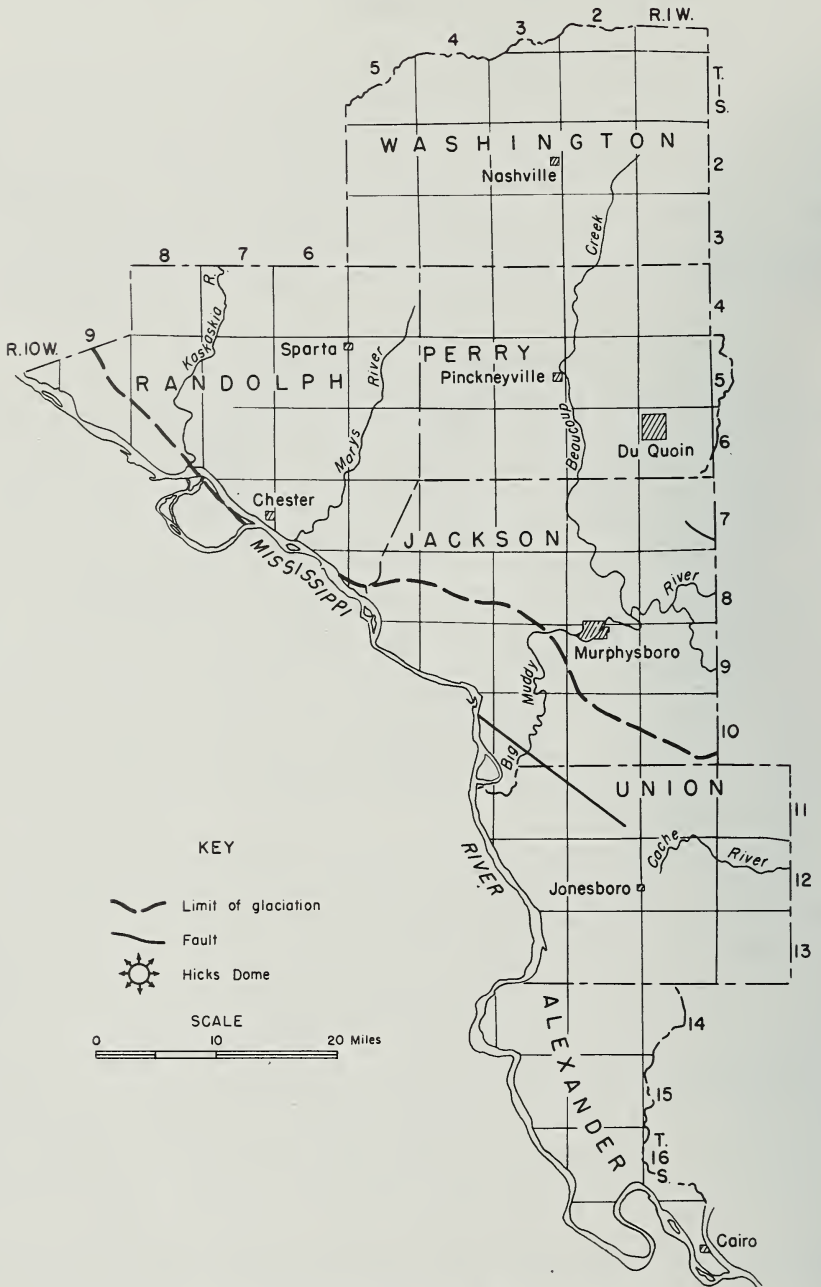 2 R.I W.
3
4
5
T.
I
S.
WASHINGTON
Nashville
2
Creek
3
8 7 6
Kaskaskia R.
4
R.10W. 9
Sparta
River
PERRY
RANDOLPH
Pinckneyville
5
Marys
Beaucoup
Du Quoin
6
Chester
7
JACKSON
MISSISSIPPI
River
8
Murphysboro
9
Muddy
10
Big
UNION
11
KEY
RIVER
Cache
River
Limit of glaciation
Jonesboro
12
Fault
Hicks Dome
13
SCALE
0 10 20 Miles
ALEXANDER
14
15
T.
16
S.
Cairo